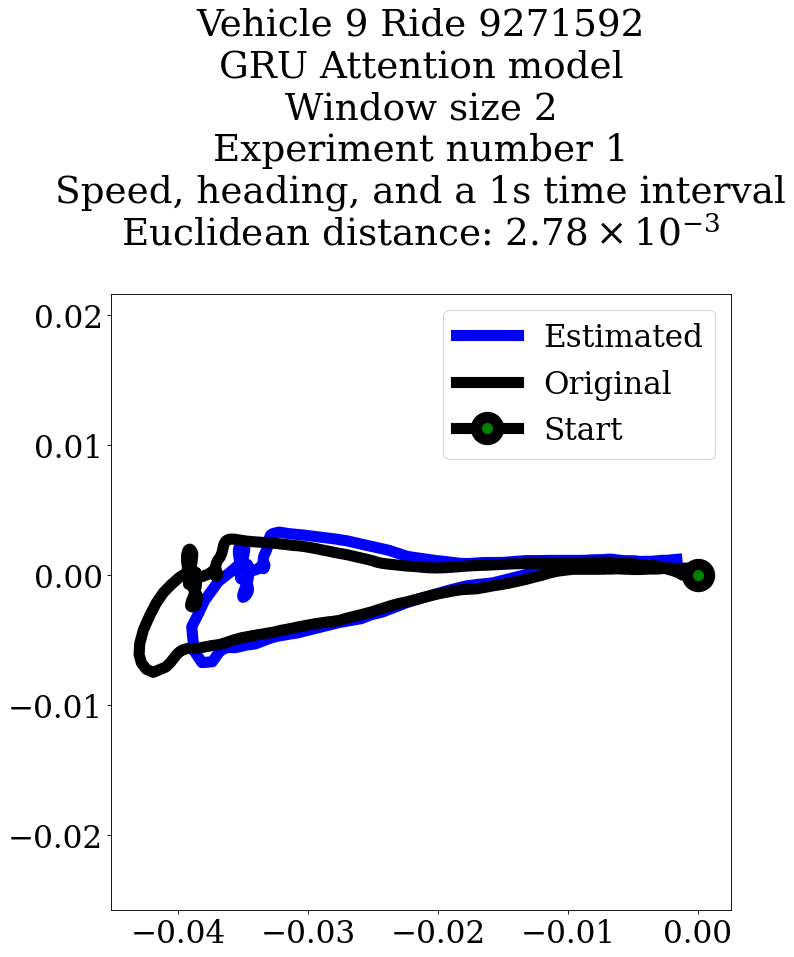 Vehicle 9 Ride 9271592
GRU Attention model
Window size 2
Experiment number 1
Speed, heading, and a 1s time interval
Euclidean distance: 2.78 × 10⁻³
Estimated
Original
Start
0.02
0.01
0.00
−0.01
−0.02
−0.04 −0.03 −0.02 −0.01 0.00